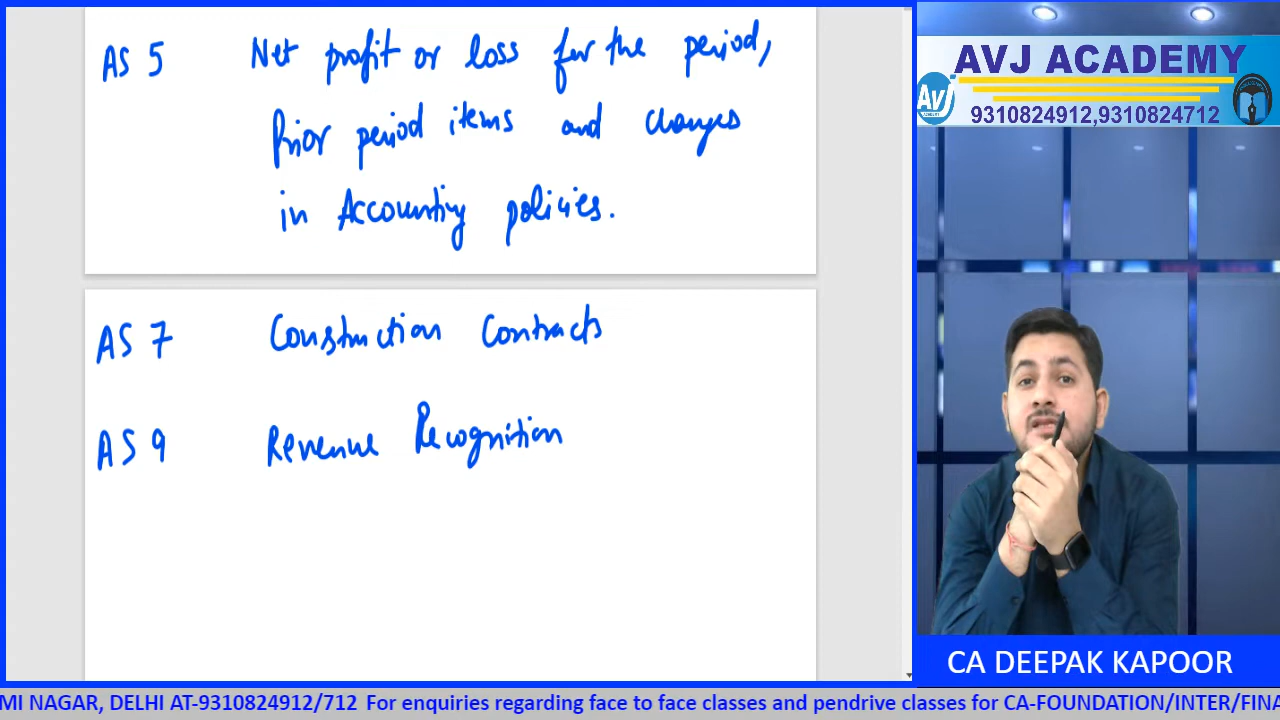 AS 5 Net profit or loss for the period,
Prior period items and changes
in Accounting policies.
AS 7 Construction Contracts
AS 9 Revenue Recognition
AVJ ACADEMY
AVJ
9310824912,9310824712
CA DEEPAK KAPOOR
MI NAGAR, DELHI AT-9310824912/712 For enquiries regarding face to face classes and pendrive classes for CA-FOUNDATION/INTER/FINA